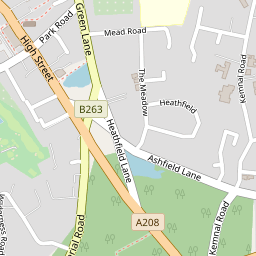 Green Lane
Park Road
Mead Road
High Street
The Meadow
Kemnal Road
Heathfield
B263
Heathfield Lane
Ashfield Lane
A208
Kemnal Road
Road
rial Road